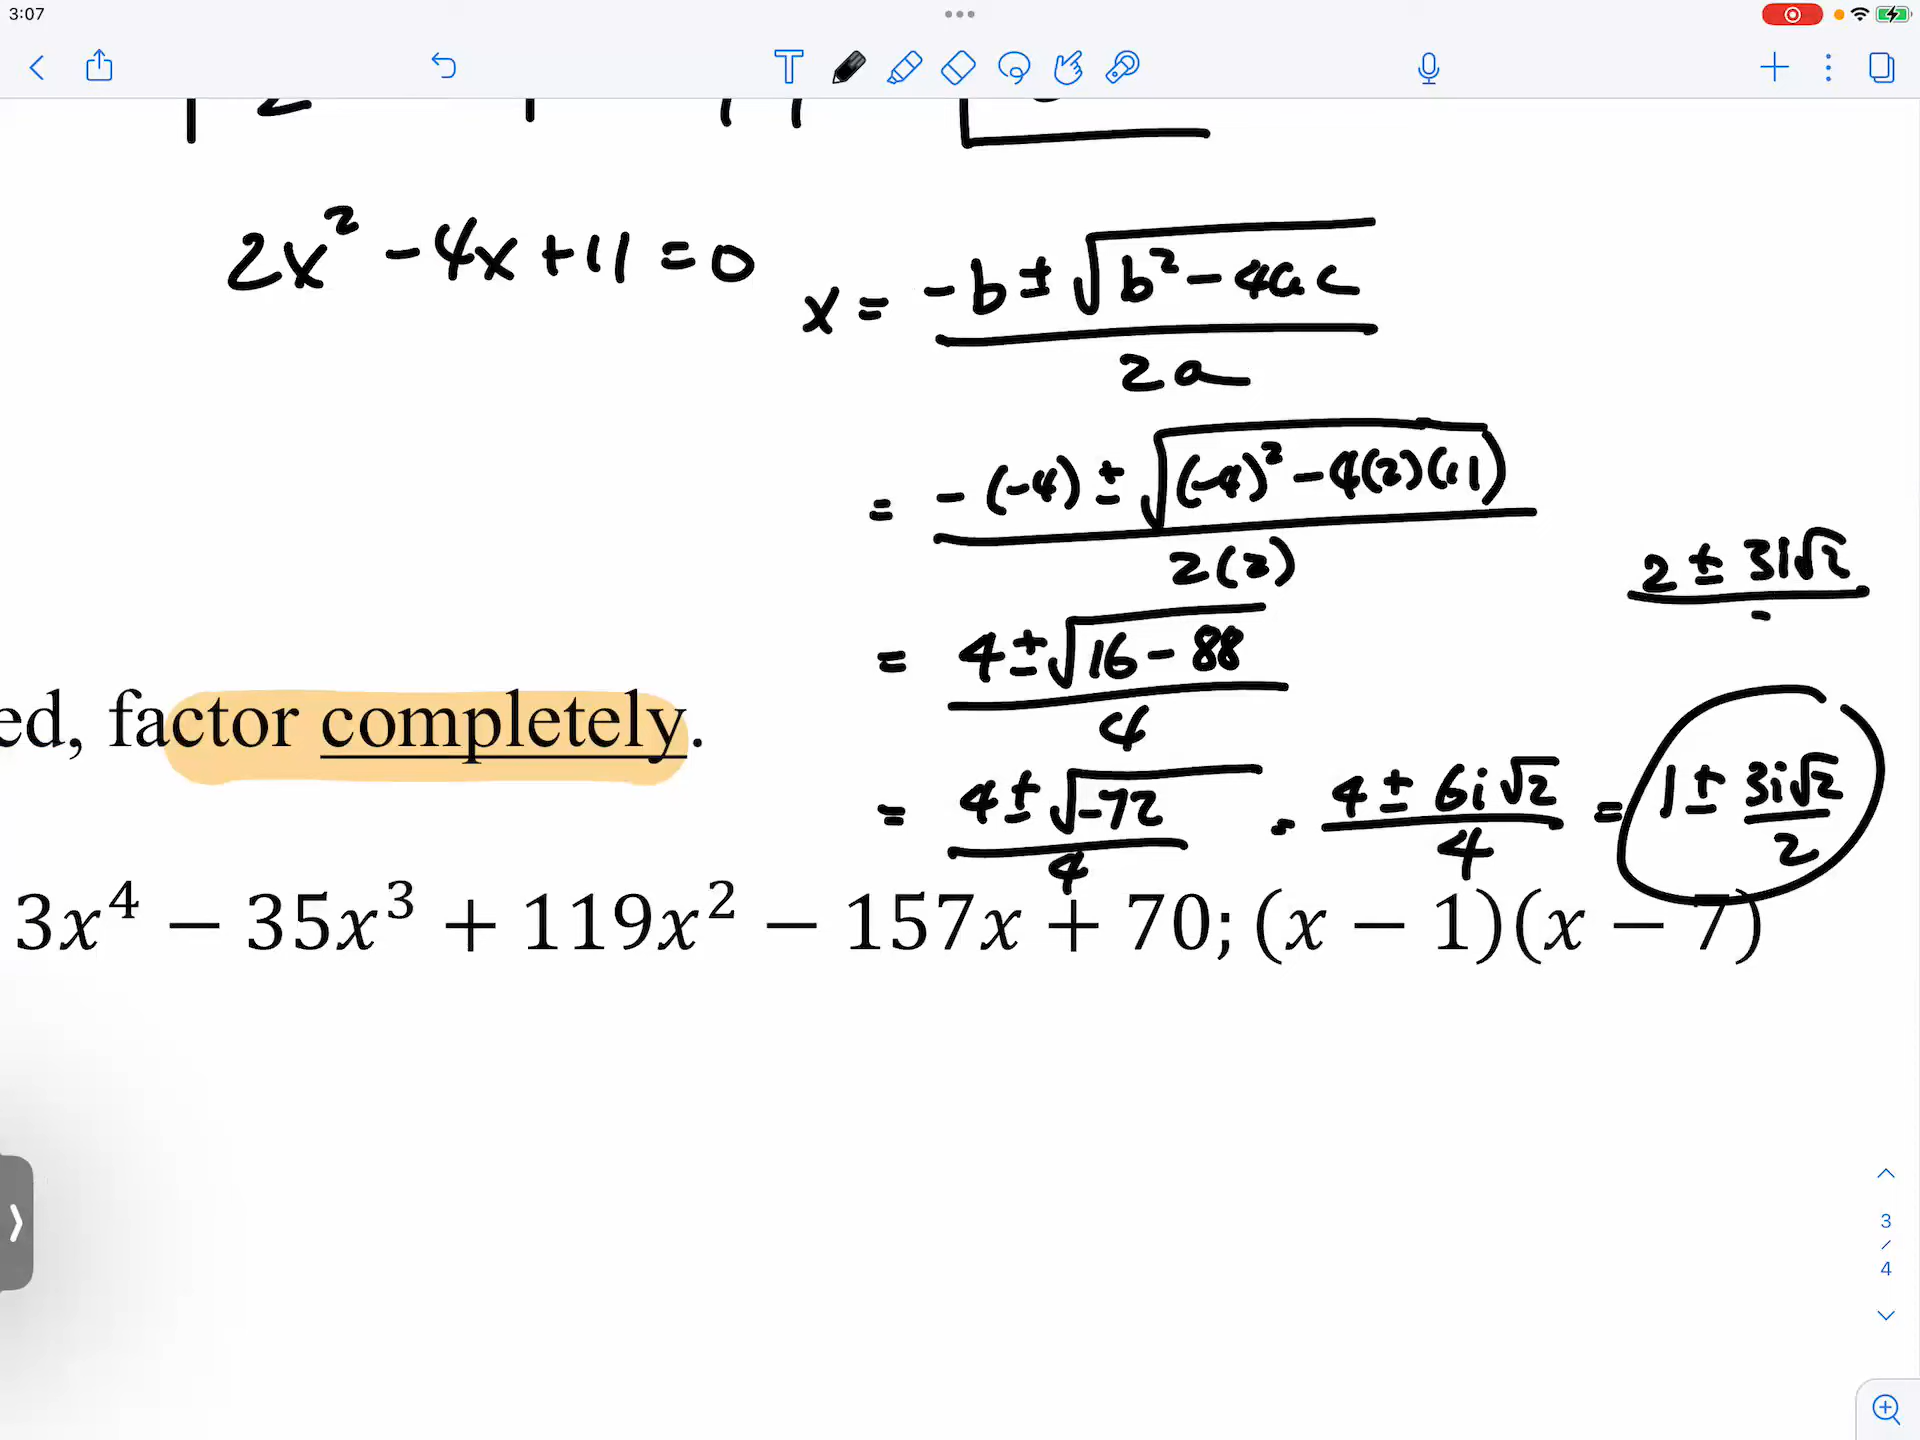 3:07
2x² - 4x + 11 = 0
x = (-b ± √(b² - 4ac)) / 2a
= (-(-4) ± √((-4)² - 4(2)(11))) / 2(2)
2 ± 3i√2
= (4 ± √(16 - 88)) / 4
ed, factor completely.
= (4 ± √-72) / 4 = (4 ± 6i√2) / 4 = 1 ± 3i√2 / 2
3x⁴ − 35x³ + 119x² − 157x + 70; (x − 1)(x − 7)
3
/
4